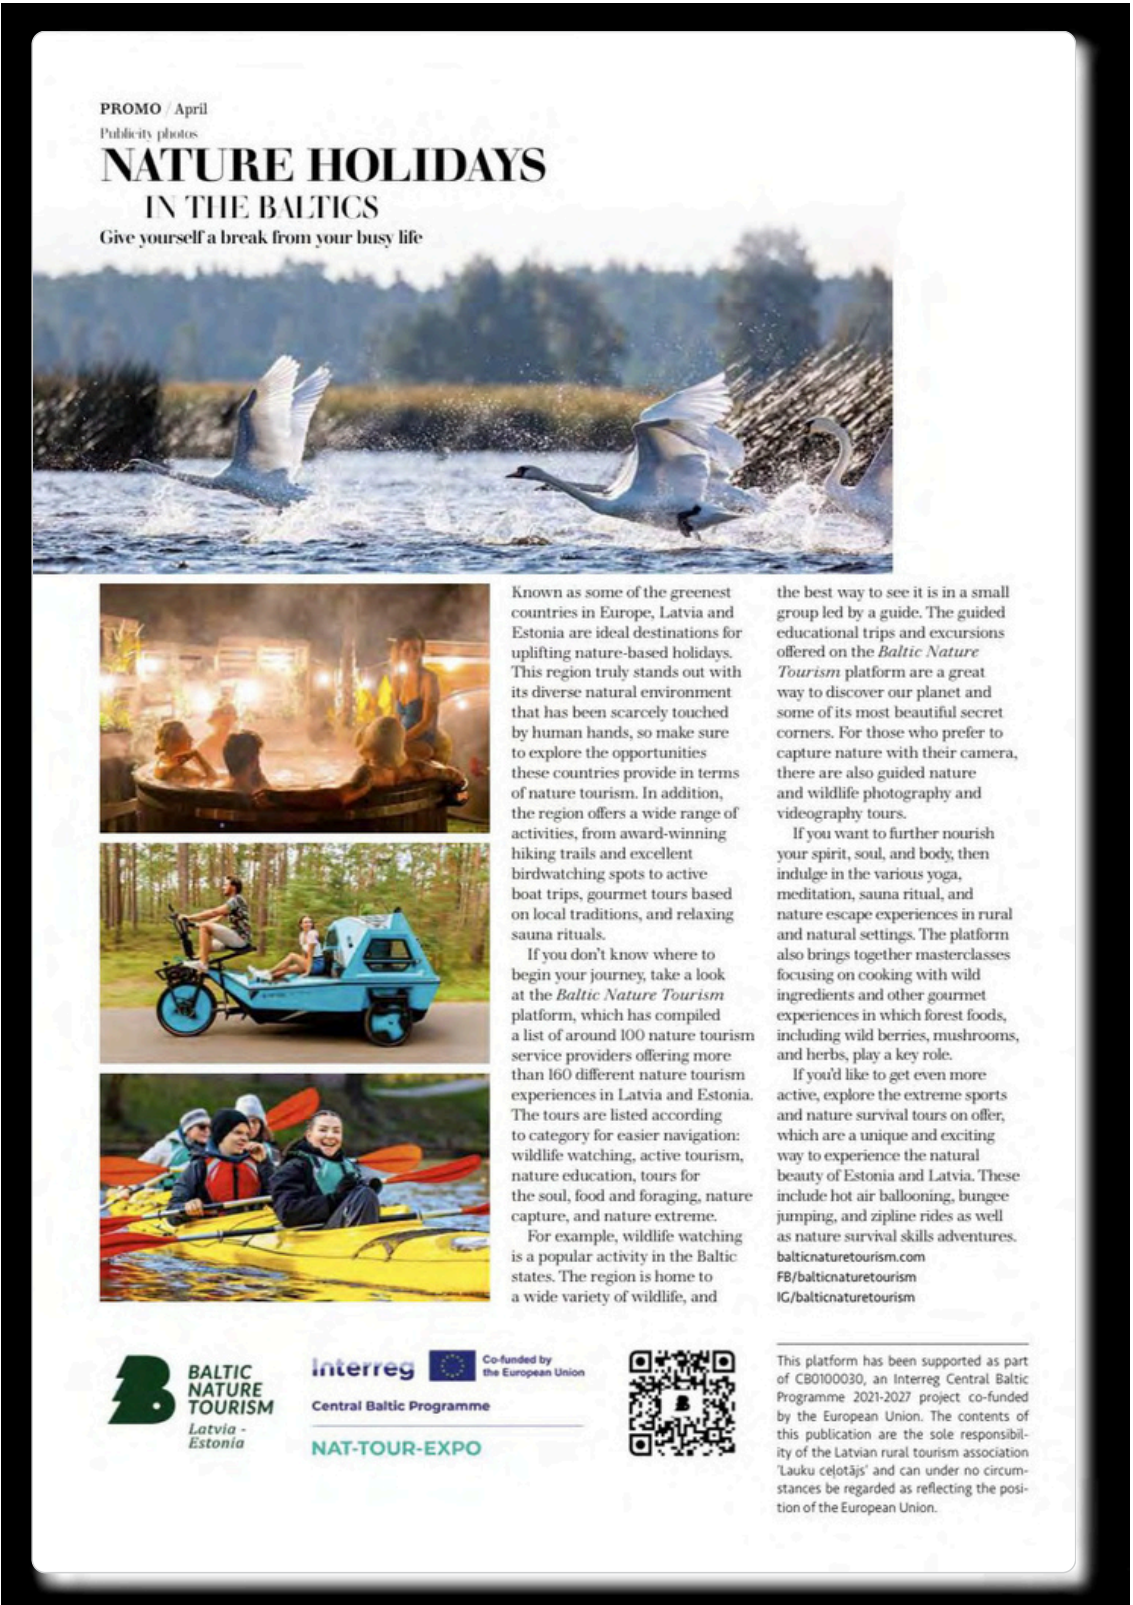 PROMO / April
Publicity photos
NATURE HOLIDAYS
IN THE BALTICS
Give yourself a break from your busy life
Known as some of the greenest
countries in Europe, Latvia and
Estonia are ideal destinations for
uplifting nature-based holidays.
This region truly stands out with
its diverse natural environment
that has been scarcely touched
by human hands, so make sure
to explore the opportunities
these countries provide in terms
of nature tourism. In addition,
the region offers a wide range of
activities, from award-winning
hiking trails and excellent
birdwatching spots to active
boat trips, gourmet tours based
on local traditions, and relaxing
sauna rituals.
If you don't know where to
begin your journey, take a look
at the Baltic Nature Tourism
platform, which has compiled
a list of around 100 nature tourism
service providers offering more
than 160 different nature tourism
experiences in Latvia and Estonia.
The tours are listed according
to category for easier navigation:
wildlife watching, active tourism,
nature education, tours for
the soul, food and foraging, nature
capture, and nature extreme.
For example, wildlife watching
is a popular activity in the Baltic
states. The region is home to
a wide variety of wildlife, and
the best way to see it is in a small
group led by a guide. The guided
educational trips and excursions
offered on the Baltic Nature
Tourism platform are a great
way to discover our planet and
some of its most beautiful secret
corners. For those who prefer to
capture nature with their camera,
there are also guided nature
and wildlife photography and
videography tours.
If you want to further nourish
your spirit, soul, and body, then
indulge in the various yoga,
meditation, sauna ritual, and
nature escape experiences in rural
and natural settings. The platform
also brings together masterclasses
focusing on cooking with wild
ingredients and other gourmet
experiences in which forest foods,
including wild berries, mushrooms,
and herbs, play a key role.
If you'd like to get even more
active, explore the extreme sports
and nature survival tours on offer,
which are a unique and exciting
way to experience the natural
beauty of Estonia and Latvia. These
include hot air ballooning, bungee
jumping, and zipline rides as well
as nature survival skills adventures.
balticnaturetourism.com
FB/balticnaturetourism
IG/balticnaturetourism
BALTIC
NATURE
TOURISM
Latvia -
Estonia
Interreg
Co-funded by
the European Union
Central Baltic Programme
NAT-TOUR-EXPO
This platform has been supported as part
of CB0100030, an Interreg Central Baltic
Programme 2021-2027 project co-funded
by the European Union. The contents of
this publication are the sole responsibil-
ity of the Latvian rural tourism association
'Lauku ceļotājs' and can under no circum-
stances be regarded as reflecting the posi-
tion of the European Union.